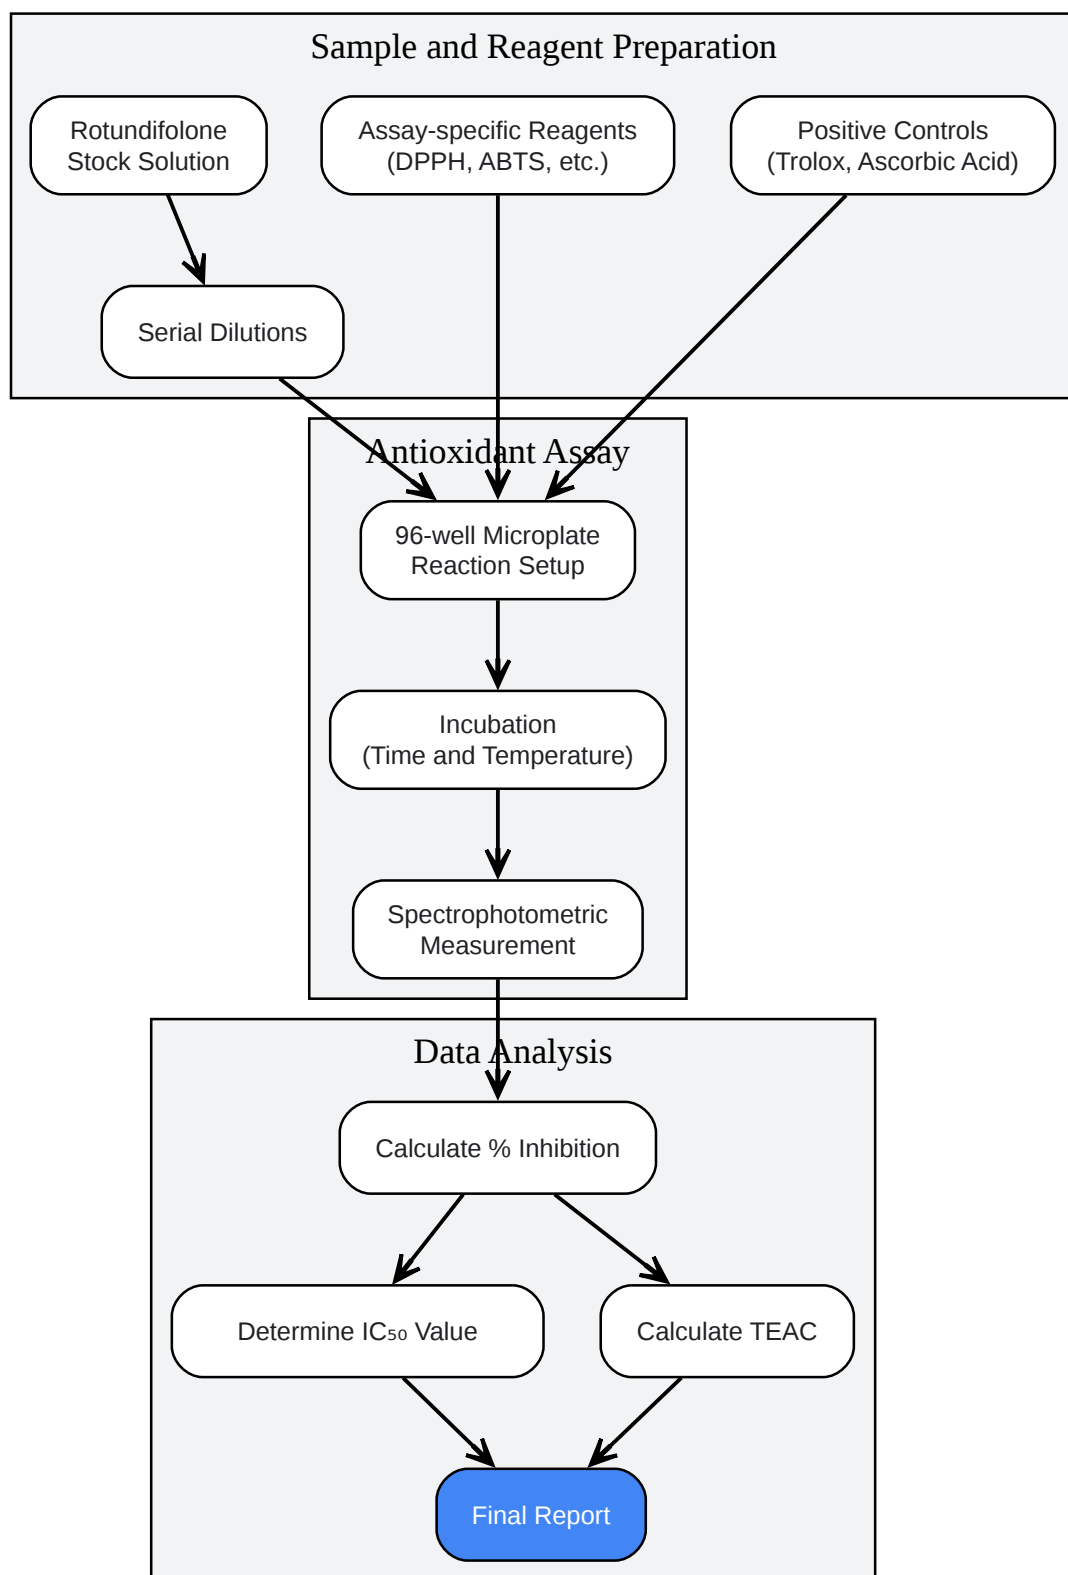 Sample and Reagent Preparation
Rotundifolone
Stock Solution
Assay-specific Reagents
(DPPH, ABTS, etc.)
Positive Controls
(Trolox, Ascorbic Acid)
Serial Dilutions
Antioxidant Assay
96-well Microplate
Reaction Setup
Incubation
(Time and Temperature)
Spectrophotometric
Measurement
Data Analysis
Calculate % Inhibition
Determine IC₅₀ Value
Calculate TEAC
Final Report